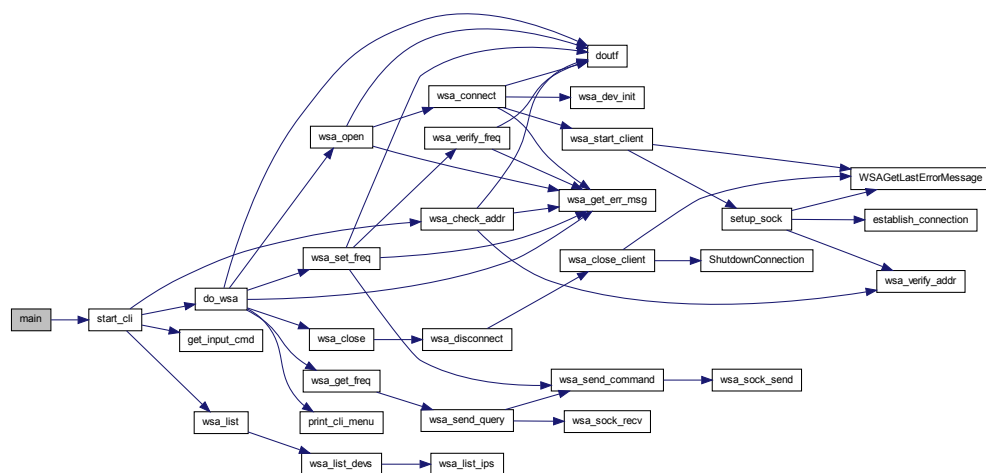 main
start_cli
do_wsa
get_input_cmd
wsa_list
wsa_open
wsa_set_freq
wsa_close
wsa_get_freq
print_cli_menu
wsa_list_devs
wsa_connect
wsa_verify_freq
wsa_check_addr
wsa_disconnect
wsa_send_query
wsa_list_ips
doutf
wsa_dev_init
wsa_start_client
wsa_get_err_msg
wsa_close_client
wsa_send_command
wsa_sock_recv
setup_sock
ShutdownConnection
wsa_sock_send
WSAGetLastErrorMessage
establish_connection
wsa_verify_addr